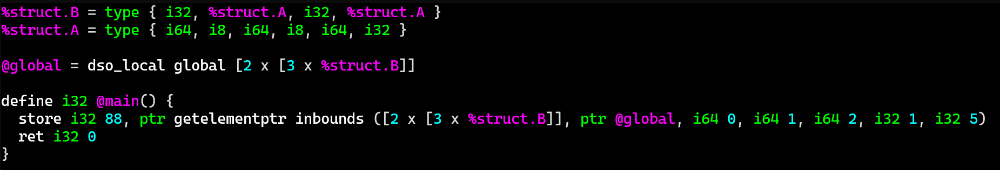 %struct.B = type { i32, %struct.A, i32, %struct.A }
%struct.A = type { i64, i8, i64, i8, i64, i32 }
@global = dso_local global [2 x [3 x %struct.B]]
define i32 @main() {
  store i32 88, ptr getelementptr inbounds ([2 x [3 x %struct.B]], ptr @global, i64 0, i64 1, i64 2, i32 1, i32 5)
  ret i32 0
}